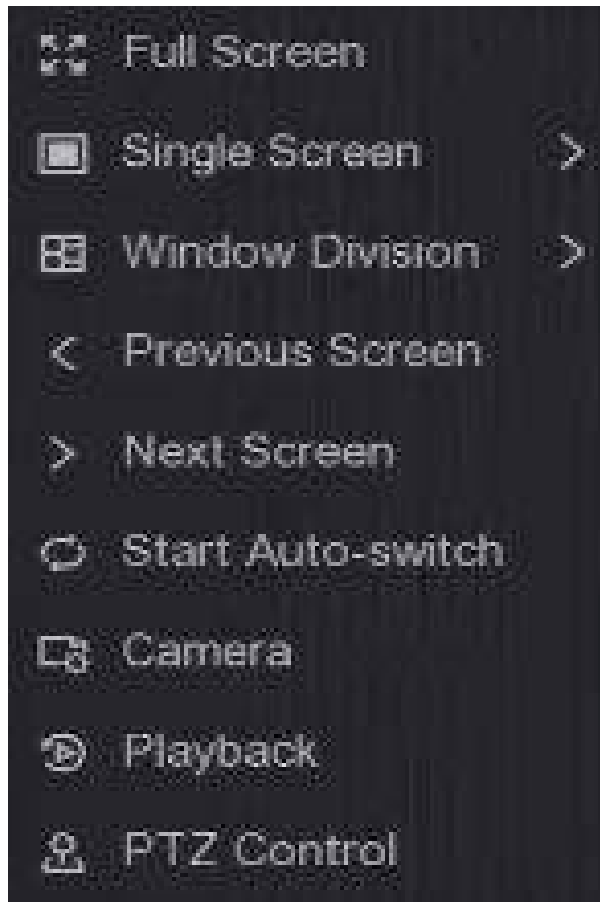 Full Screen
Single Screen
Window Division
Previous Screen
Next Screen
Start Auto-switch
Camera
Playback
PTZ Control